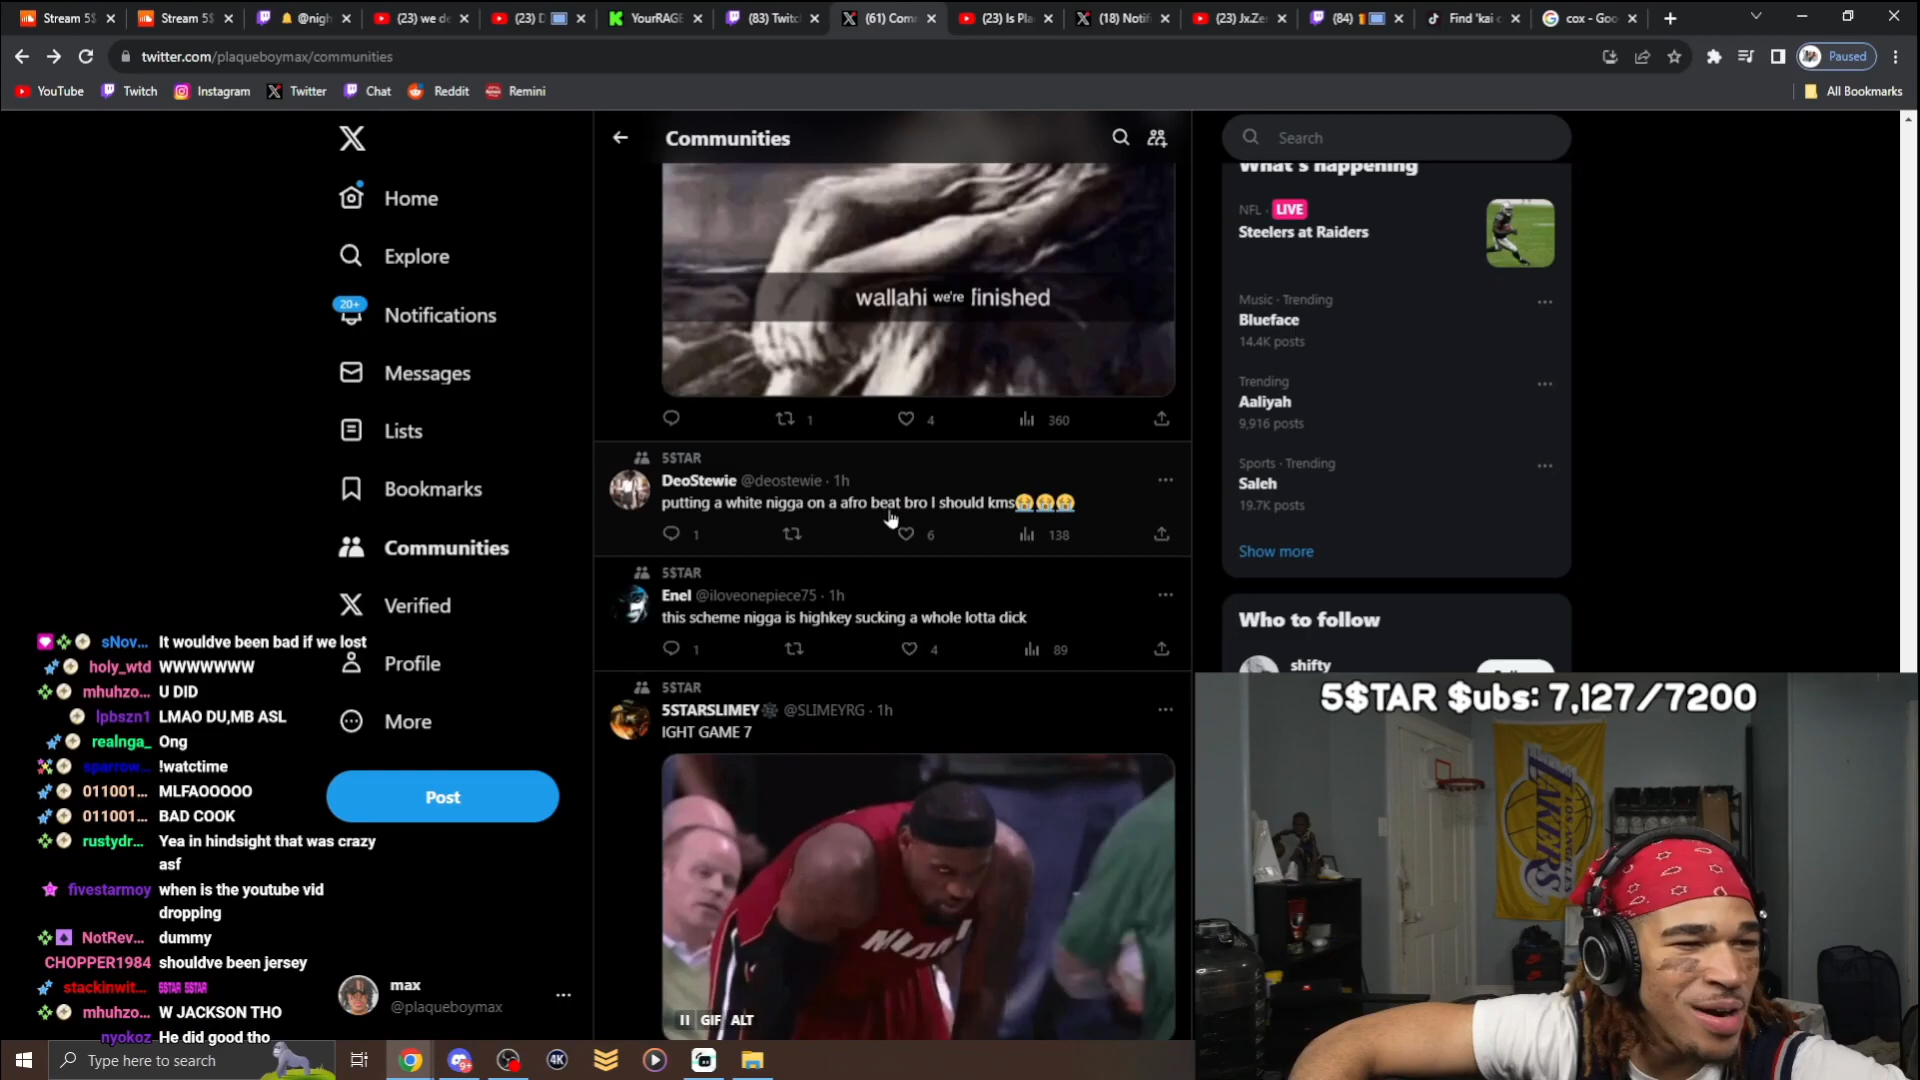 Stream 5$
Stream 5$
@nigh
(23) we de
(23) D
YourRAGE
(83) Twitc
(61) Com
(23) Is Pla
(18) Notif
(23) Jx.Ze
(84)
Find 'kai c
cox - Goo
twitter.com/plaqueboymax/communities
Paused
YouTube
Twitch
Instagram
Twitter
Chat
Reddit
Remini
All Bookmarks
Home
Explore
20+
Notifications
Messages
Lists
Bookmarks
Communities
Verified
Profile
More
Post
max
@plaqueboymax
Communities
wallahi we're finished
1
4
360
5$TAR
DeoStewie @deostewie · 1h
putting a white nigga on a afro beat bro I should kms😭😭😭
1
6
138
5$TAR
Enel @iloveonepiece75 · 1h
this scheme nigga is highkey sucking a whole lotta dick
1
4
89
5$TAR
5STARSLIMEY @SLIMEYRG · 1h
IGHT GAME 7
MIAMI
GIF ALT
Search
What's happening
NFL · LIVE
Steelers at Raiders
Music · Trending
Blueface
14.4K posts
Trending
Aaliyah
9,916 posts
Sports · Trending
Saleh
19.7K posts
Show more
Who to follow
shifty
5$TAR $ubs: 7,127/7200
LAKERS
sNov... It wouldve been bad if we lost
holy_wtd WWWWWWW
mhuhzo... U DID
lpbszn1 LMAO DU,MB ASL
realnga_ Ong
sparrow... !watctime
011001... MLFAOOOOO
011001... BAD COOK
rustydr... Yea in hindsight that was crazy
asf
fivestarmoy when is the youtube vid
dropping
NotRev... dummy
CHOPPER1984 shouldve been jersey
stackinwit... 5$TAR 5$TAR
mhuhzo... W JACKSON THO
nyokoz He did good tho
Type here to search
9+
4K